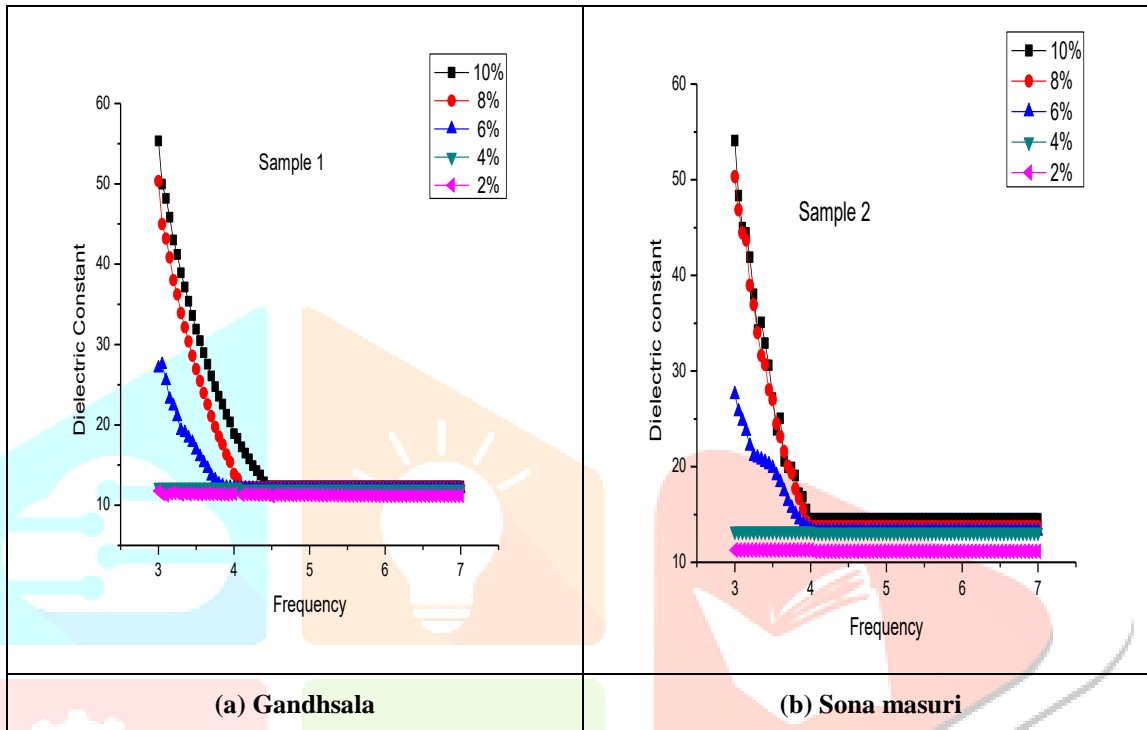 10%
8%
6%
4%
2%
Sample 1
60
50
40
30
20
10
Dielectric Constant
3 4 5 6 7
Frequency
(a) Gandhsala
10%
8%
6%
4%
2%
Sample 2
60
50
40
30
20
10
Dielectric constant
3 4 5 6 7
Frequency
(b) Sona masuri